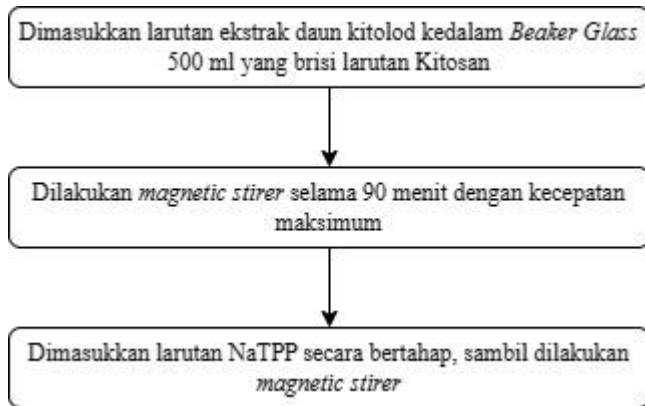 Dimasukkan larutan ekstrak daun kitolod kedalam Beaker Glass
500 ml yang brisi larutan Kitosan
Dilakukan magnetic stirer selama 90 menit dengan kecepatan
maksimum
Dimasukkan larutan NaTPP secara bertahap, sambil dilakukan
magnetic stirer